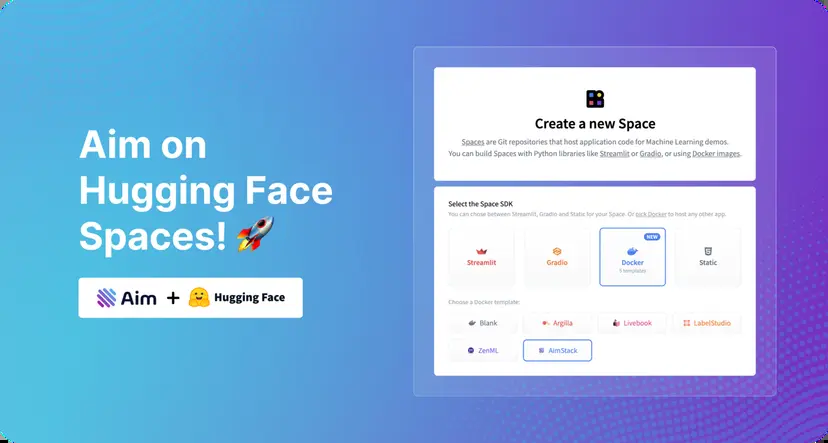 Aim on
Hugging Face
Spaces!
Aim + Hugging Face
Create a new Space
Spaces are Git repositories that host application code for Machine Learning demos.
You can build Spaces with Python libraries like Streamlit or Gradio, or using Docker images.
Select the Space SDK
You can chose between Streamlit, Gradio and Static for your Space. Or pick Docker to host any other app.
NEW
Streamlit
Gradio
Docker
Static
5 templates
Choose a Docker template:
Blank
Argilla
Livebook
LabelStudio
ZenML
AimStack